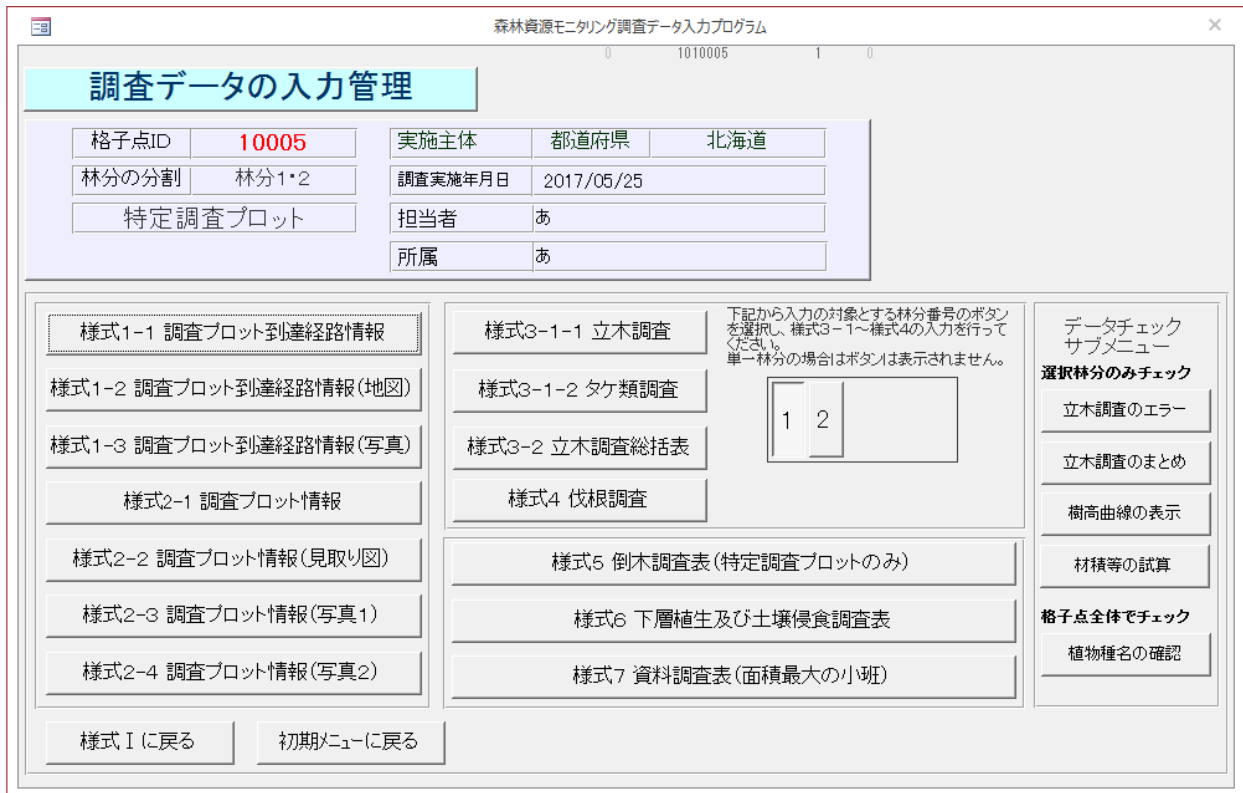 森林資源モニタリング調査データ入力プログラム
0 1010005 1 0
調査データの入力管理
格子点ID 10005
林分の分割 林分1・2
特定調査プロット
実施主体 都道府県 北海道
調査実施年月日 2017/05/25
担当者 あ
所属 あ
様式1-1 調査プロット到達経路情報
様式1-2 調査プロット到達経路情報(地図)
様式1-3 調査プロット到達経路情報(写真)
様式2-1 調査プロット情報
様式2-2 調査プロット情報(見取り図)
様式2-3 調査プロット情報(写真1)
様式2-4 調査プロット情報(写真2)
様式3-1-1 立木調査
様式3-1-2 タケ類調査
様式3-2 立木調査総括表
様式4 伐根調査
下記から入力の対象とする林分番号のボタン
を選択し、様式3-1~様式4の入力を行って
ください。
単一林分の場合はボタンは表示されません。
1 2
様式5 倒木調査表(特定調査プロットのみ)
様式6 下層植生及び土壌侵食調査表
様式7 資料調査表(面積最大の小班)
データチェック
サブメニュー
選択林分のみチェック
立木調査のエラー
立木調査のまとめ
樹高曲線の表示
材積等の試算
格子点全体でチェック
植物種名の確認
様式Ⅰに戻る
初期メニューに戻る